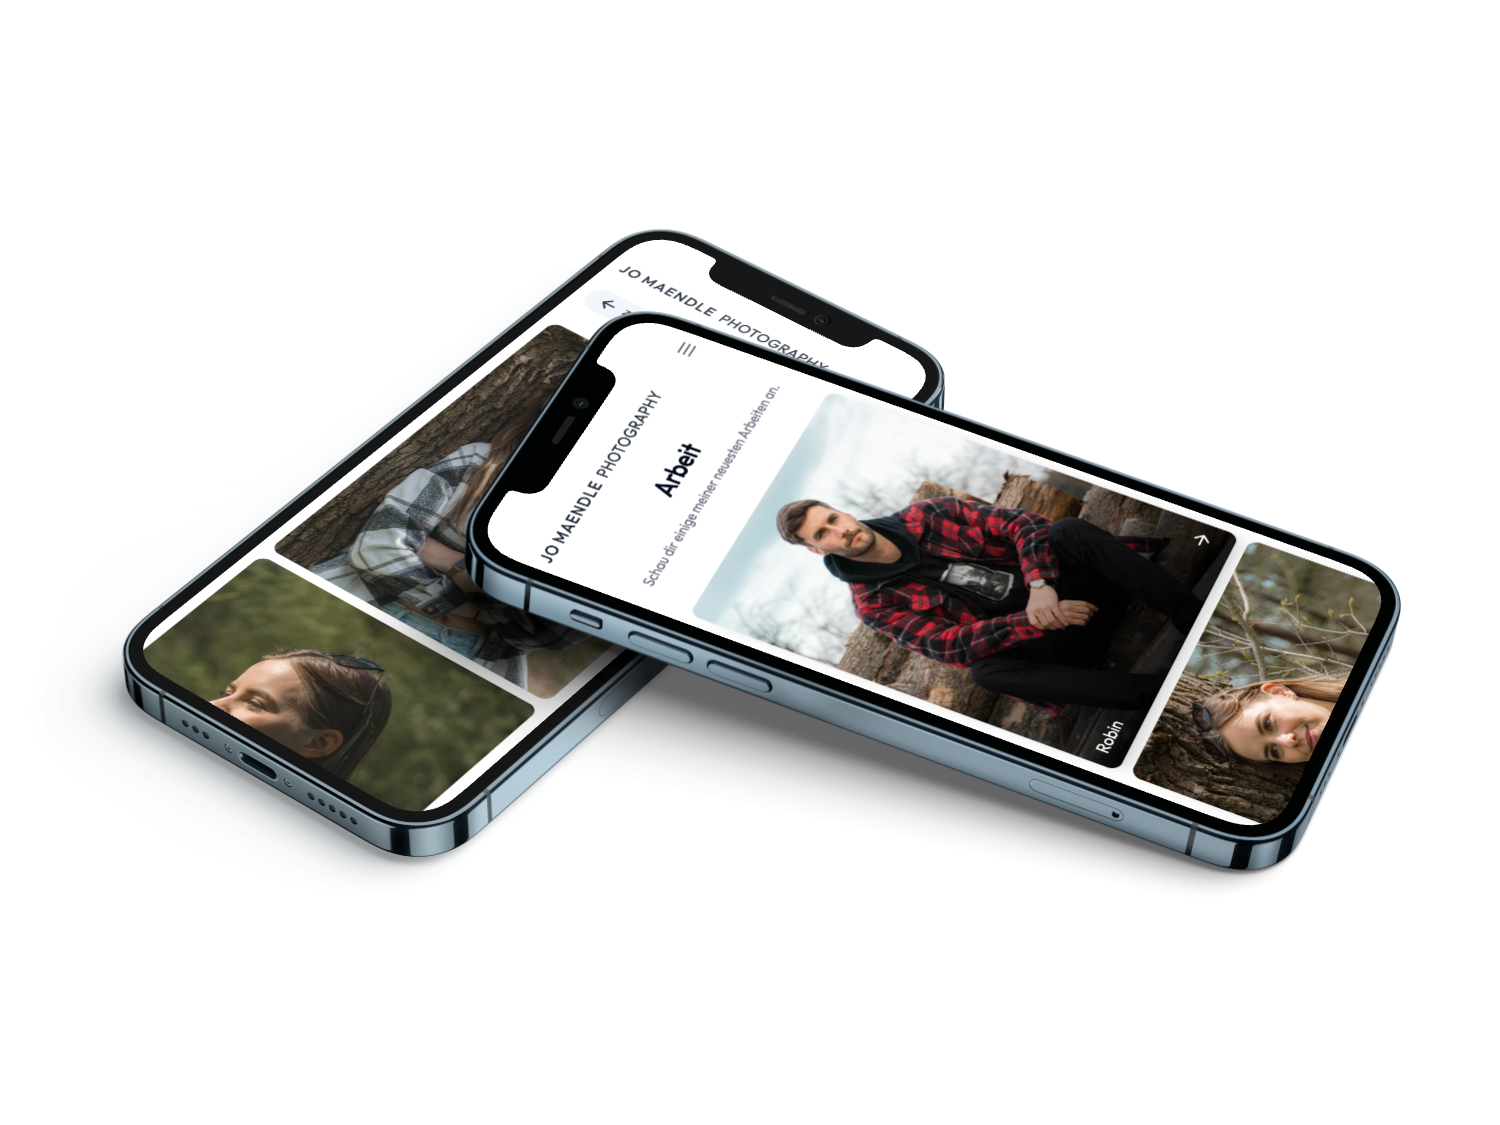 JO MAENDLE PHOTOGRAPHY
JO MAENDLE PHOTOGRAPHY
Arbeit
Schau dir einige meiner neuesten Arbeiten an.
Robin